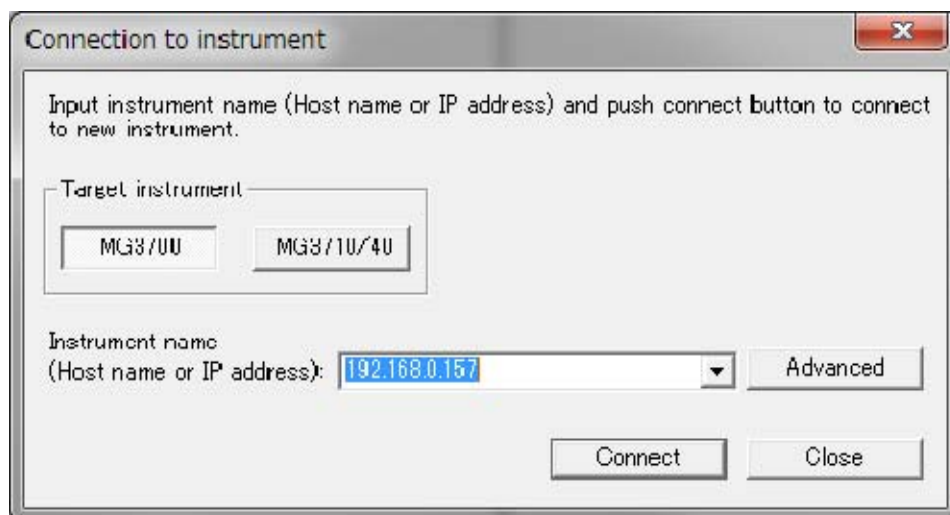 Connection to instrument
Input instrument name (Host name or IP address) and push connect button to connect
to new instrument.
Target instrument
MG3700
MG3710/40
Instrument name
(Host name or IP address):
192.168.0.157
Advanced
Connect
Close